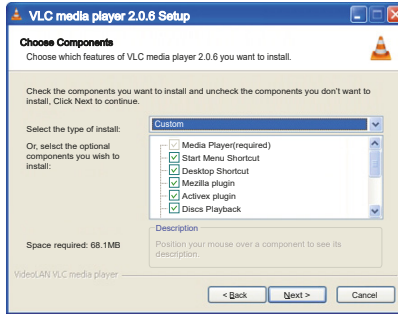 VLC media player 2.0.6 Setup
Choose Components
Choose which features of VLC media player 2.0.6 you want to install.
Check the components you want to install and uncheck the components you don't want to
install, Click Next to continue.
Select the type of install:
Custom
Or, select the optional
components you wish to
install:
Media Player(required)
Start Menu Shortcut
Desktop Shortcut
Mezilla plugin
Activex plugin
Discs Playback
Space required: 68.1MB
Description
Position your mouse over a component to see its
description.
VideoLAN VLC media player
< Back
Next >
Cancel